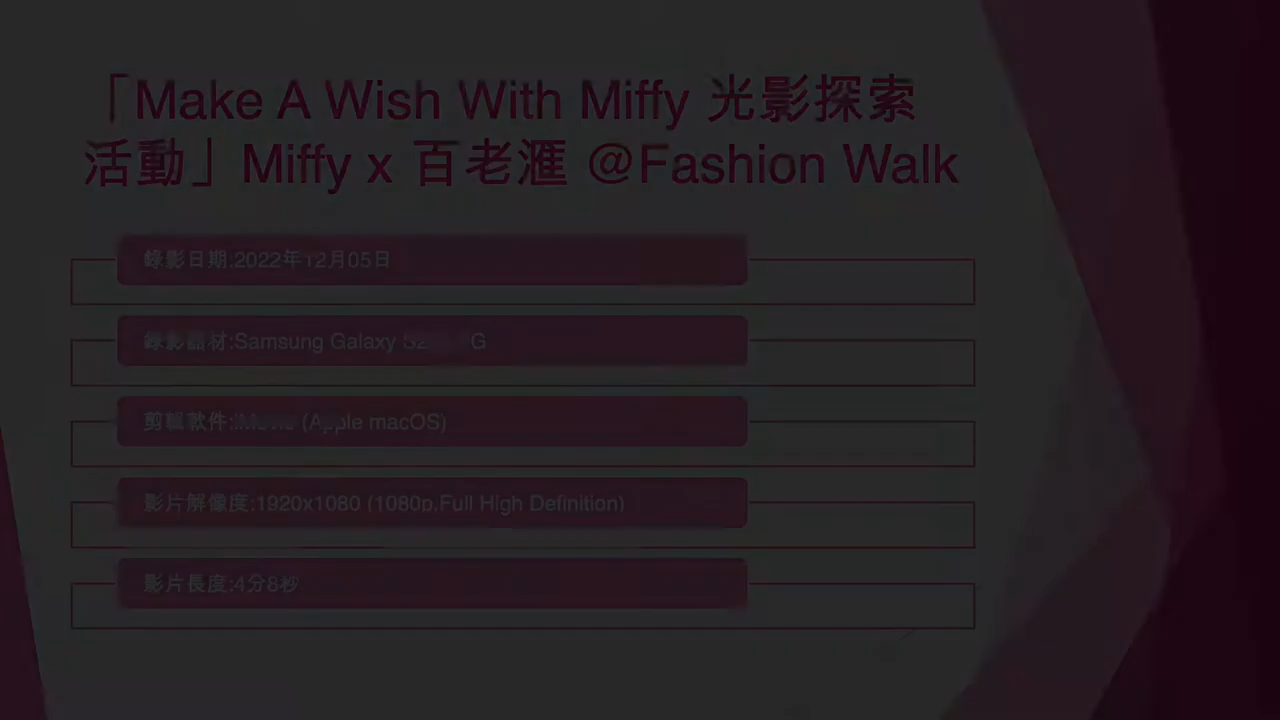 「Make A Wish With Miffy 光影探索
活動」Miffy x 百老滙 @Fashion Walk
錄影日期:2022年12月05日
錄影器材:Samsung Galaxy
剪輯軟件:iMovie (Apple macOS)
影片解像度:1920x1080 (1080p,Full High Definition)
影片長度:4分8秒